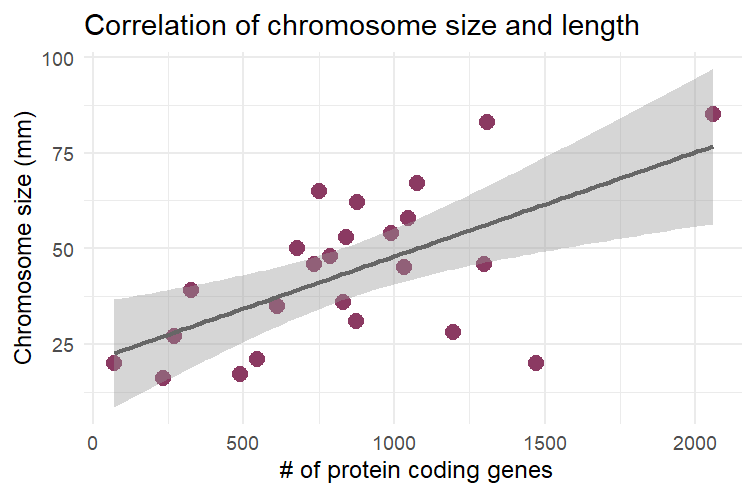 Correlation of chromosome size and length
Chromosome size (mm)
100
75
50
25
0 500 1000 1500 2000
# of protein coding genes